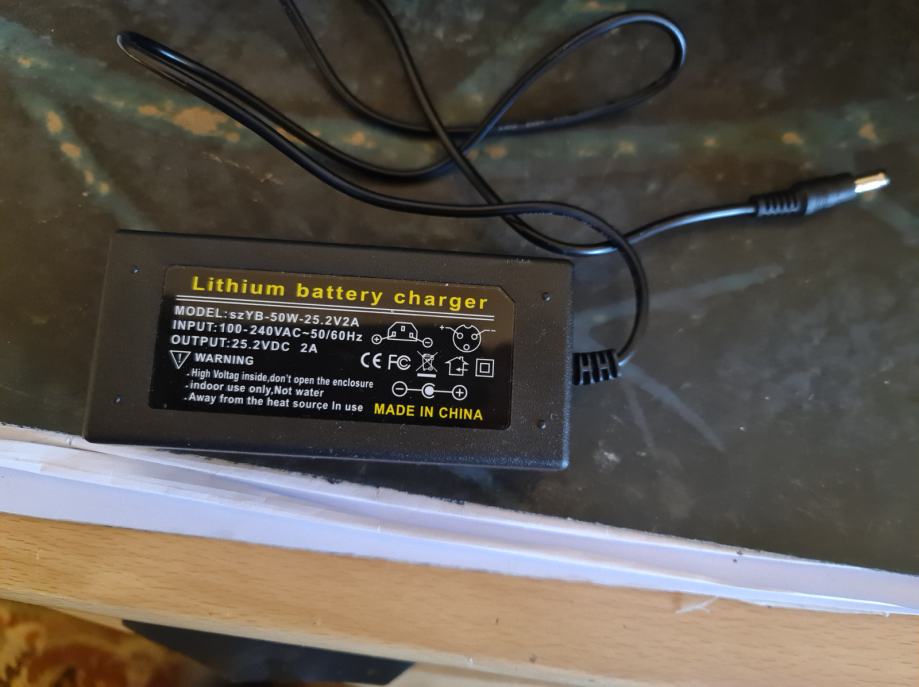 Lithium battery charger
MODEL:szYB-50W-25.2V2A
INPUT:100-240VAC~50/60Hz
OUTPUT:25.2VDC 2A
WARNING
.High Voltag inside,don't open the enclosure
.indoor use only,Not water
.Away from the heat source In use
CE FC
MADE IN CHINA